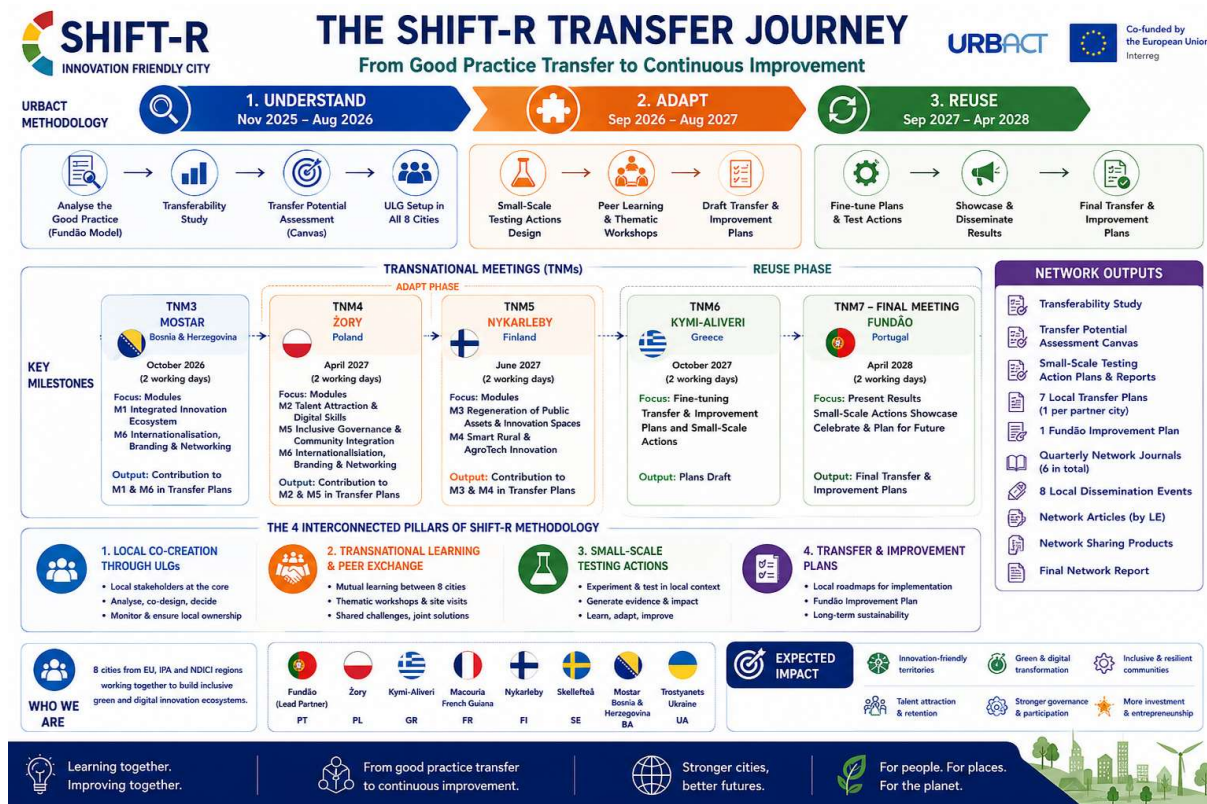 SHIFT-R
INNOVATION FRIENDLY CITY
THE SHIFT-R TRANSFER JOURNEY
From Good Practice Transfer to Continuous Improvement
URBACT
Co-funded by
the European Union
Interreg
URBACT
METHODOLOGY
1. UNDERSTAND
Nov 2025 – Aug 2026
2. ADAPT
Sep 2026 – Aug 2027
3. REUSE
Sep 2027 – Apr 2028
Analyse the
Good Practice
(Fundão Model)
Transferability
Study
Transfer Potential
Assessment
(Canvas)
ULG Setup in
All 8 Cities
Small-Scale
Testing Actions
Design
Peer Learning
& Thematic
Workshops
Draft Transfer &
Improvement
Plans
Fine-tune Plans
& Test Actions
Showcase &
Disseminate
Results
Final Transfer &
Improvement
Plans
TRANSNATIONAL MEETINGS (TNMs)
REUSE PHASE
ADAPT PHASE
KEY
MILESTONES
TNM3
MOSTAR
Bosnia & Herzegovina
October 2026
(2 working days)
Focus: Modules
M1 Integrated Innovation
Ecosystem
M6 Internationalisation,
Branding & Networking
Output: Contribution to
M1 & M6 in Transfer Plans
TNM4
ŻORY
Poland
April 2027
(2 working days)
Focus: Modules
M2 Talent Attraction &
Digital Skills
M5 Inclusive Governance &
Community Integration
M6 Internationallsiation,
Branding & Networking
Output: Contribution to
M2 & M5 in Transfer Plans
TNM5
NYKARLEBY
Finland
June 2027
(2 working days)
Focus: Modules
M3 Regeneration of Public
Assets & Innovation Spaces
M4 Smart Rural &
AgroTech Innovation
Output: Contribution to
M3 & M4 in Transfer Plans
TNM6
KYMI-ALIVERI
Greece
October 2027
(2 working days)
Focus: Fine-tuning
Transfer & Improvement
Plans and Small-Scale
Actions
Output: Plans Draft
TNM7 – FINAL MEETING
FUNDÃO
Portugal
April 2028
(2 working days)
Focus: Present Results
Small-Scale Actions Showcase
Celebrate & Plan for Future
Output: Final Transfer &
Improvement Plans
NETWORK OUTPUTS
Transferability Study
Transfer Potential
Assessment Canvas
Small-Scale Testing
Action Plans & Reports
7 Local Transfer Plans
(1 per partner city)
1 Fundão Improvement Plan
Quarterly Network Journals
(6 in total)
8 Local Dissemination Events
Network Articles (by LE)
Network Sharing Products
Final Network Report
THE 4 INTERCONNECTED PILLARS OF SHIFT-R METHODOLOGY
1. LOCAL CO-CREATION
THROUGH ULGs
• Local stakeholders at the core
• Analyse, co-design, decide
• Monitor & ensure local ownership
2. TRANSNATIONAL LEARNING
& PEER EXCHANGE
• Mutual learning between 8 cities
• Thematic workshops & site visits
• Shared challenges, joint solutions
3. SMALL-SCALE
TESTING ACTIONS
• Experiment & test in local context
• Generate evidence & impact
• Learn, adapt, improve
4. TRANSFER & IMPROVEMENT
PLANS
• Local roadmaps for implementation
• Fundão Improvement Plan
• Long-term sustainability
WHO WE
ARE
8 cities from EU, IPA and NDICI regions
working together to build inclusive
green and digital innovation ecosystems.
Fundão
(Lead Partner)
PT
Żory
PL
Kymi-Aliveri
GR
Macouria
French Guiana
FR
Nykarleby
FI
Skellefteå
SE
Mostar
Bosnia &
Herzegovina
BA
Trostyanets
Ukraine
UA
EXPECTED
IMPACT
Innovation-friendly
territories
Green & digital
transformation
Inclusive & resilient
communities
Talent attraction
& retention
Stronger governance
& participation
More investment
& entrepreneurship
Learning together.
Improving together.
From good practice transfer
to continuous improvement.
Stronger cities,
better futures.
For people. For places.
For the planet.